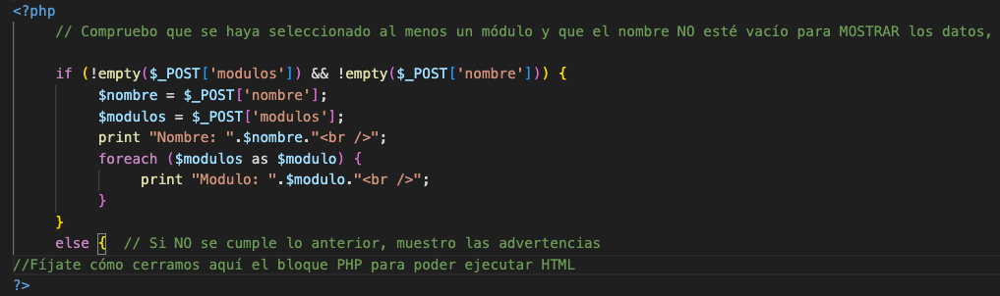 <?php
// Compruebo que se haya seleccionado al menos un módulo y que el nombre NO esté vacío para MOSTRAR los datos,
if (!empty($_POST['modulos']) && !empty($_POST['nombre'])) {
$nombre = $_POST['nombre'];
$modulos = $_POST['modulos'];
print "Nombre: ".$nombre."<br />";
foreach ($modulos as $modulo) {
print "Modulo: ".$modulo."<br />";
}
}
else { // Si NO se cumple lo anterior, muestro las advertencias
//Fíjate cómo cerramos aquí el bloque PHP para poder ejecutar HTML
?>